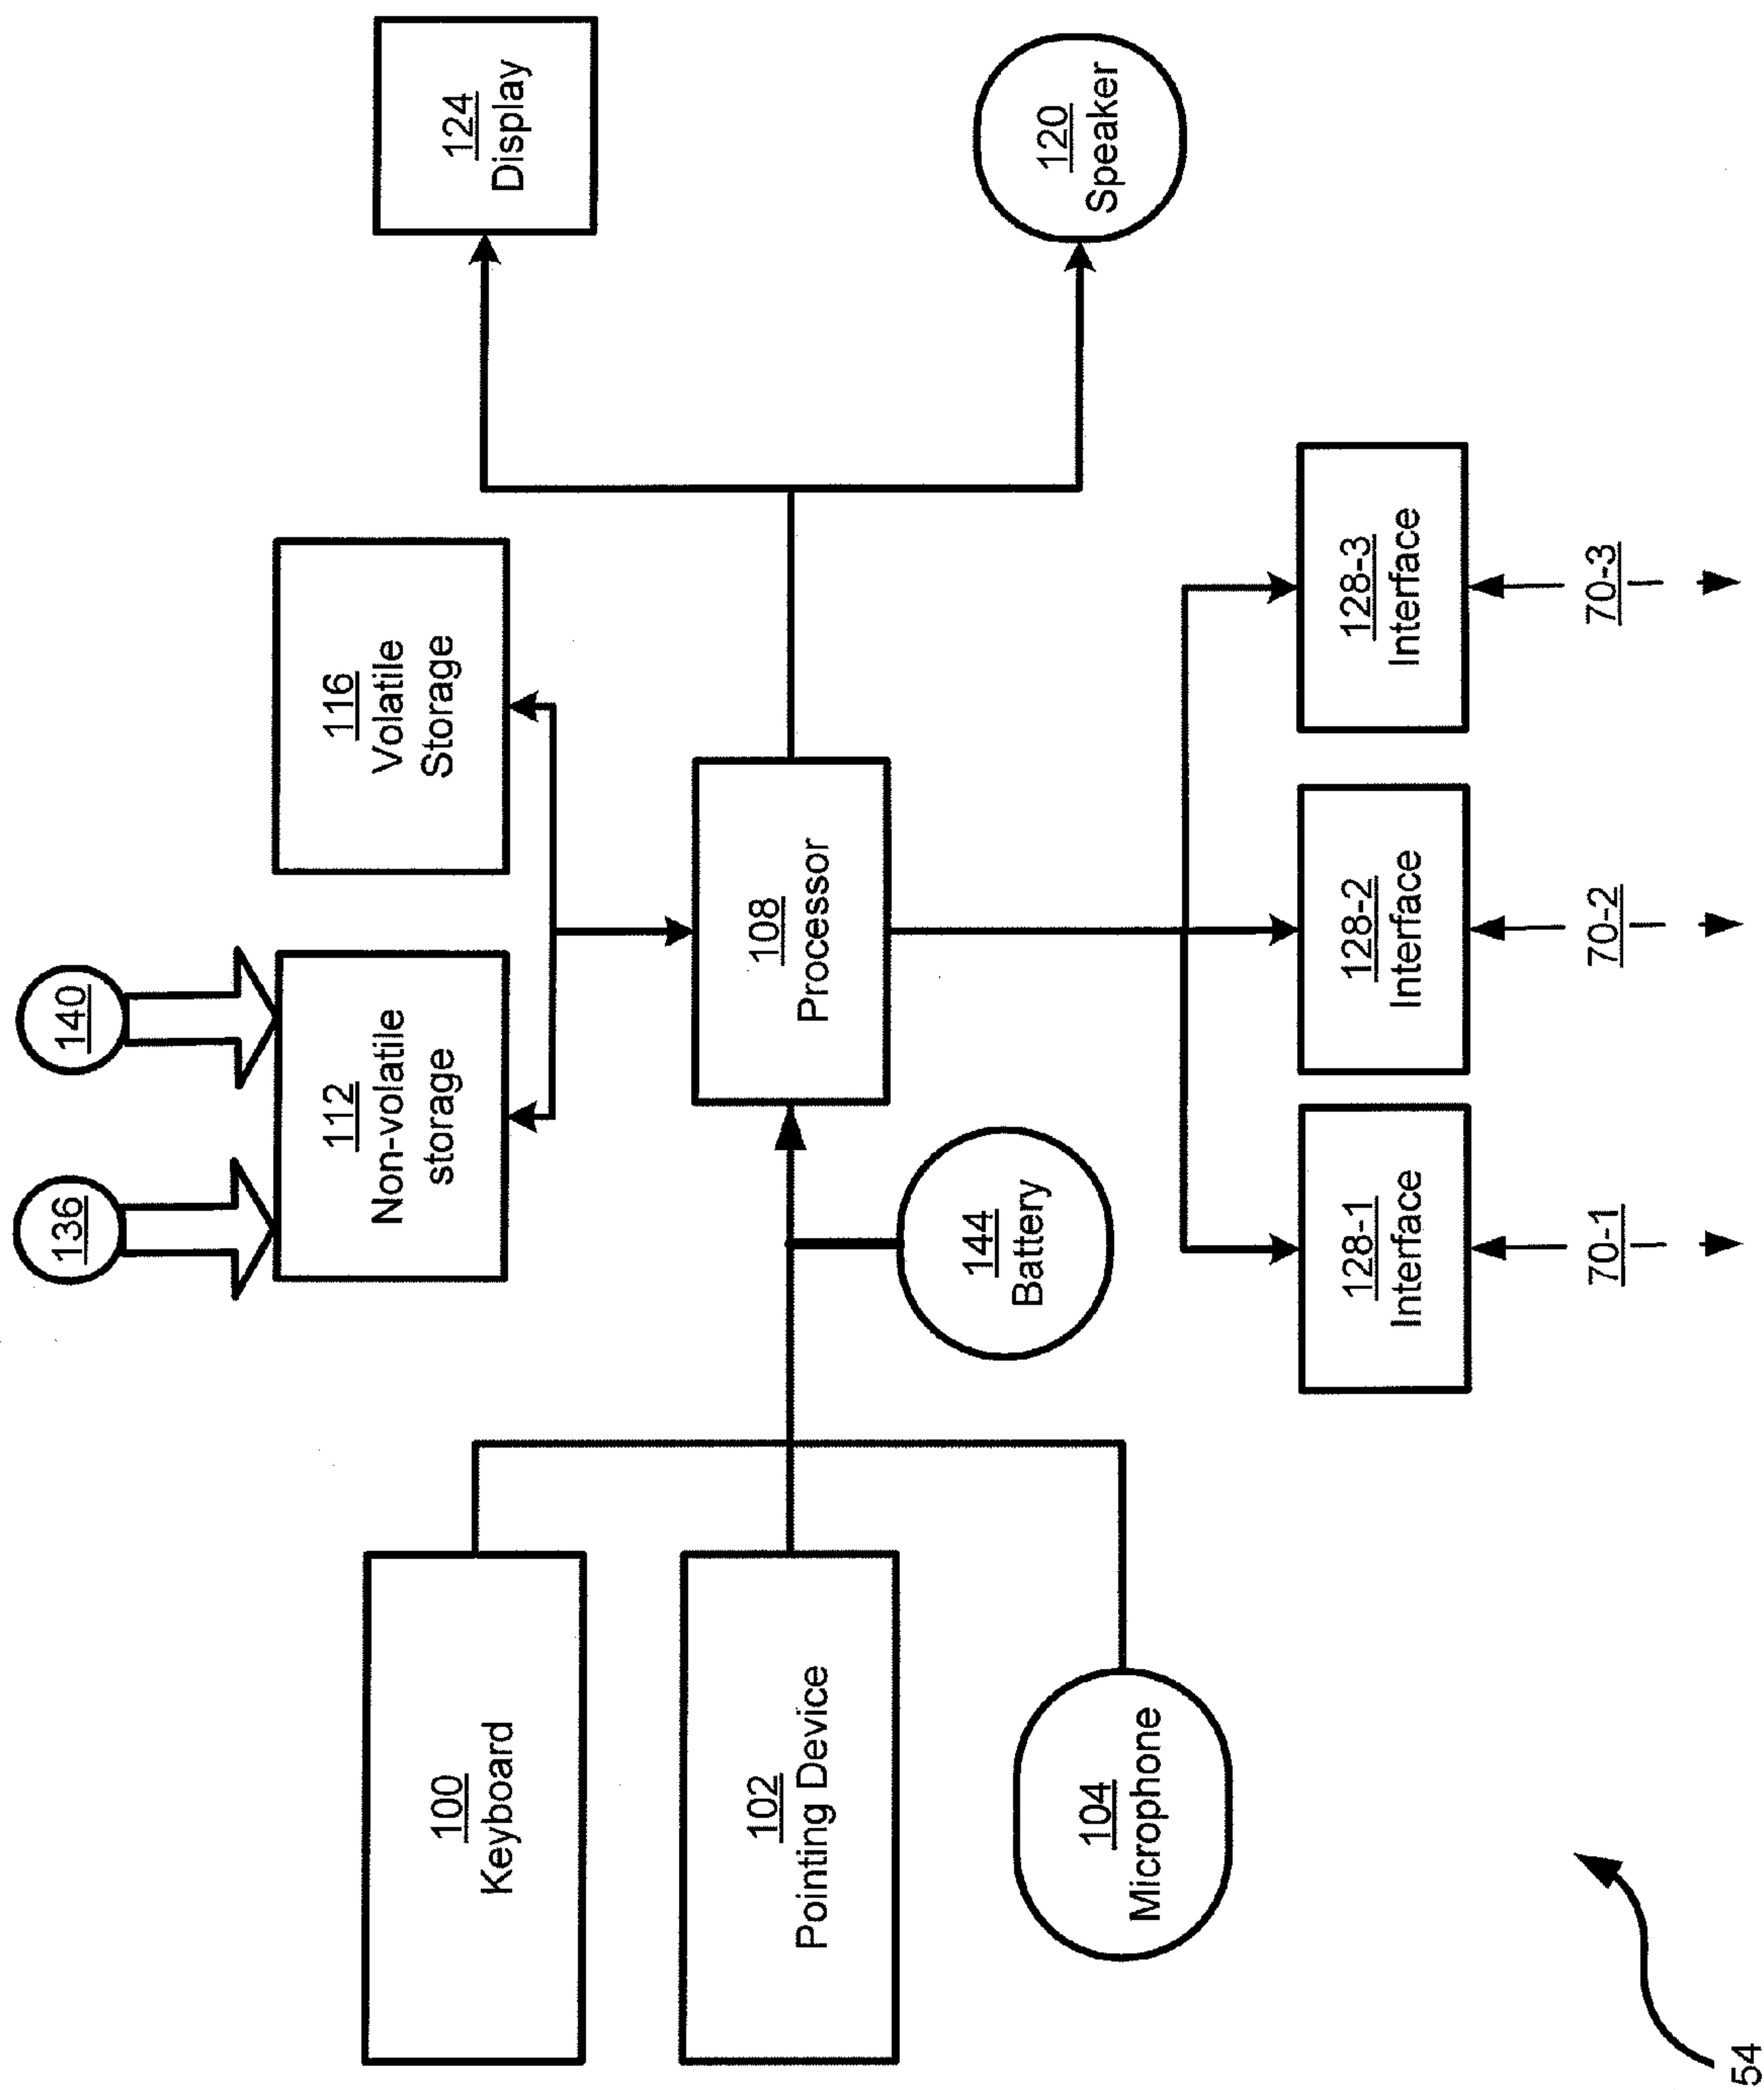 136
140
112
Non-volatile
storage
116
Volatile
Storage
100
Keyboard
124
Display
102
Pointing Device
108
Processor
144
Battery
104
Microphone
120
Speaker
128-1
Interface
128-2
Interface
128-3
Interface
70-1
70-2
70-3
54